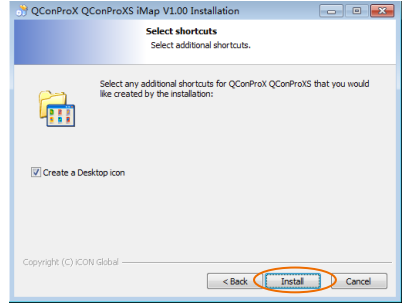 QConProX QConProXS iMap V1.00 Installation
Select shortcuts
Select additional shortcuts.
Select any additional shortcuts for QConProX QConProXS that you would
like created by the installation:
Create a Desktop icon
Copyright (C) iCON Global
< Back
Install
Cancel